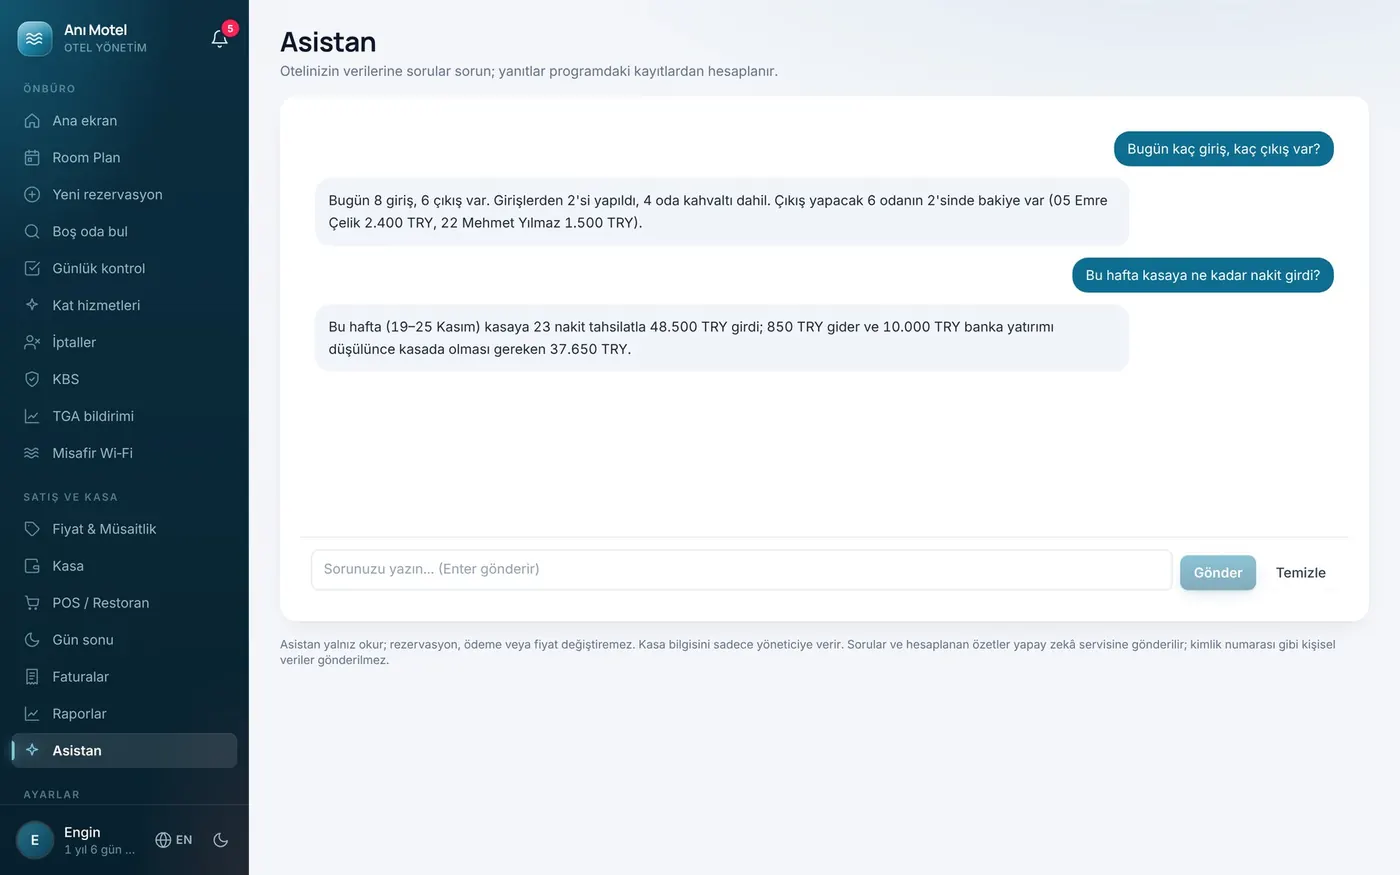 Anı Motel
OTEL YÖNETİM
5
ÖNBÜRO
Ana ekran
Room Plan
Yeni rezervasyon
Boş oda bul
Günlük kontrol
Kat hizmetleri
İptaller
KBS
TGA bildirimi
Misafir Wi-Fi
SATIŞ VE KASA
Fiyat & Müsaitlik
Kasa
POS / Restoran
Gün sonu
Faturalar
Raporlar
Asistan
AYARLAR
E
Engin
1 yıl 6 gün ...
EN
Asistan
Otelinizin verilerine sorular sorun; yanıtlar programdaki kayıtlardan hesaplanır.
Bugün kaç giriş, kaç çıkış var?
Bugün 8 giriş, 6 çıkış var. Girişlerden 2'si yapıldı, 4 oda kahvaltı dahil. Çıkış yapacak 6 odanın 2'sinde bakiye var (05 Emre
Çelik 2.400 TRY, 22 Mehmet Yılmaz 1.500 TRY).
Bu hafta kasaya ne kadar nakit girdi?
Bu hafta (19–25 Kasım) kasaya 23 nakit tahsilatla 48.500 TRY girdi; 850 TRY gider ve 10.000 TRY banka yatırımı
düşülünce kasada olması gereken 37.650 TRY.
Sorunuzu yazın... (Enter gönderir)
Gönder
Temizle
Asistan yalnız okur; rezervasyon, ödeme veya fiyat değiştiremez. Kasa bilgisini sadece yöneticiye verir. Sorular ve hesaplanan özetler yapay zekâ servisine gönderilir; kimlik numarası gibi kişisel
veriler gönderilmez.